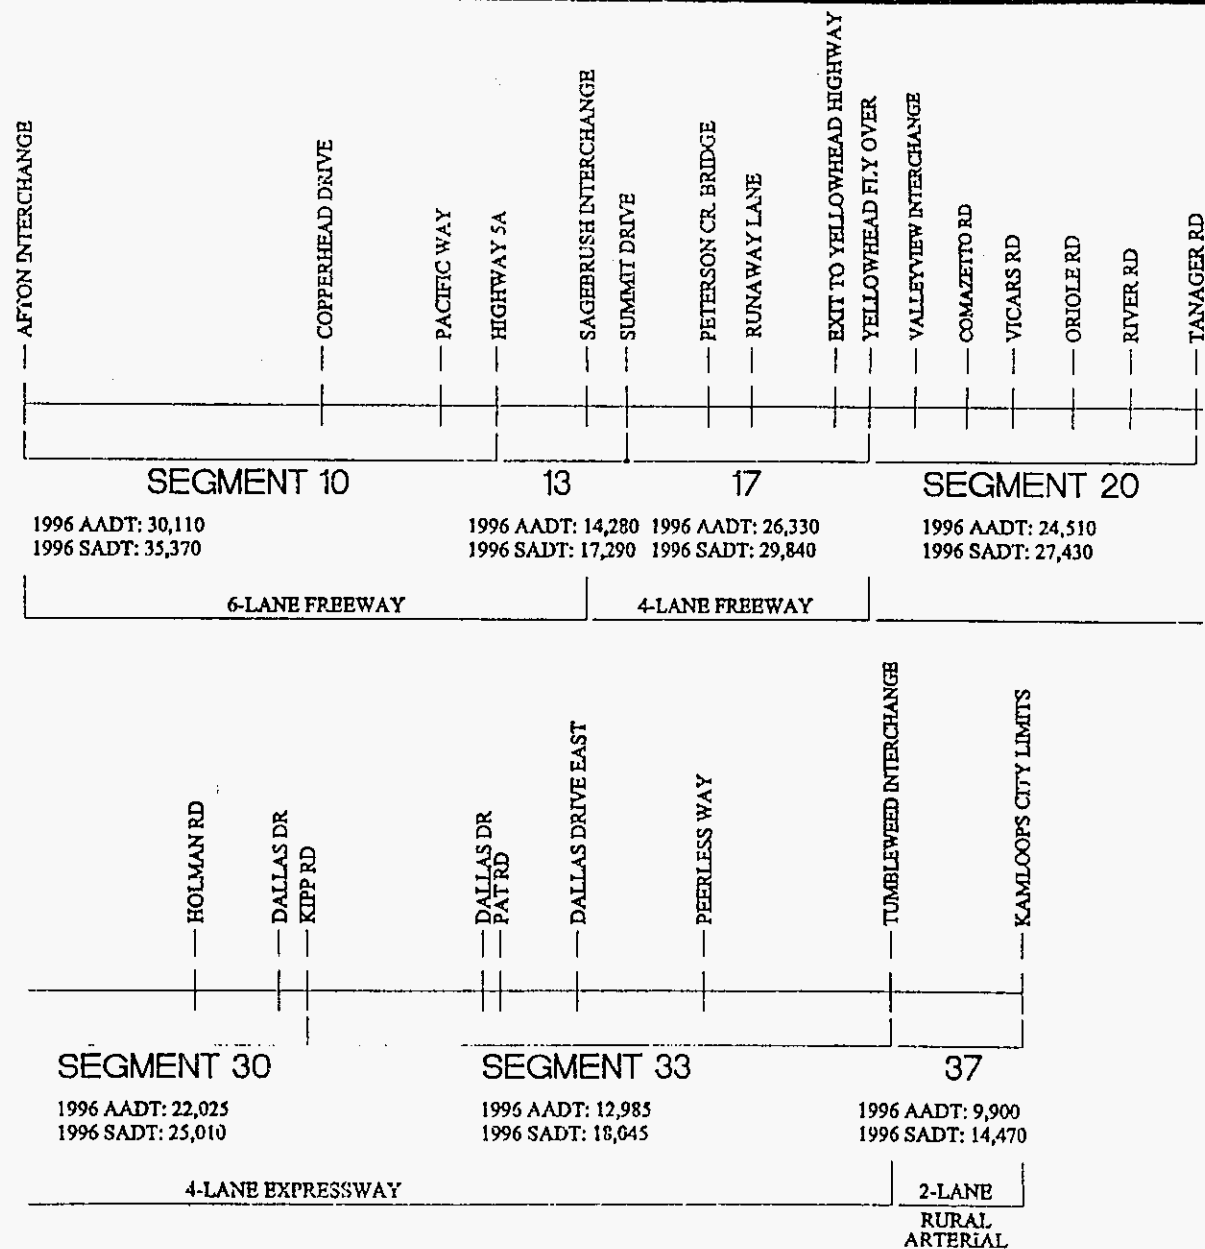 AFTON INTERCHANGE
COPPERHEAD DRIVE
PACIFIC WAY
HIGHWAY 5A
SAGEBRUSH INTERCHANGE
SUMMIT DRIVE
PETERSON CR. BRIDGE
RUNAWAY LANE
EXIT TO YELLOWHEAD HIGHWAY
YELLOWHEAD FLY OVER
VALLEYVIEW INTERCHANGE
COMAZETTO RD
VICARS RD
ORIOLE RD
RIVER RD
TANAGER RD
SEGMENT 10
13
17
SEGMENT 20
1996 AADT: 30,110
1996 SADT: 35,370
1996 AADT: 14,280
1996 SADT: 17,290
1996 AADT: 26,330
1996 SADT: 29,840
1996 AADT: 24,510
1996 SADT: 27,430
6-LANE FREEWAY
4-LANE FREEWAY
HOLMAN RD
DALLAS DR
KIPP RD
DALLAS DR
PAT RD
DALLAS DRIVE EAST
PEERLESS WAY
TUMBLEWEED INTERCHANGE
KAMLOOPS CITY LIMITS
SEGMENT 30
SEGMENT 33
37
1996 AADT: 22,025
1996 SADT: 25,010
1996 AADT: 12,985
1996 SADT: 18,045
1996 AADT: 9,900
1996 SADT: 14,470
4-LANE EXPRESSWAY
2-LANE
RURAL
ARTERIAL